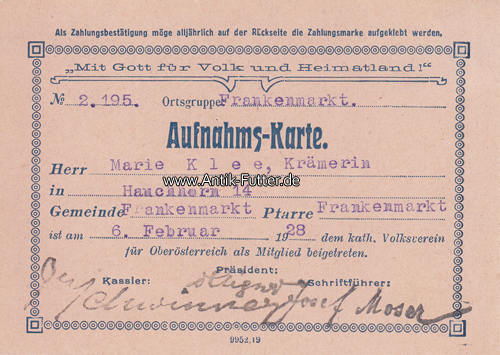 Als Zahlungsbestätigung möge alljährlich auf der Rückseite die Zahlungsmarke aufgeklebt werden.
„Mit Gott für Volk und Heimatland!“
№ 2.195. Ortsgruppe Frankenmarkt.
Aufnahms-Karte.
Herr Marie Klee, Krämerin
www.Antik-Futter.de
in 14
Gemeinde Frankenmarkt Pfarre Frankenmarkt
ist am 6. Februar 1928 dem kath. Volksverein
für Oberösterreich als Mitglied beigetreten.
Präsident:
Kassier: Schriftführer:
Josef Moser
9952,19